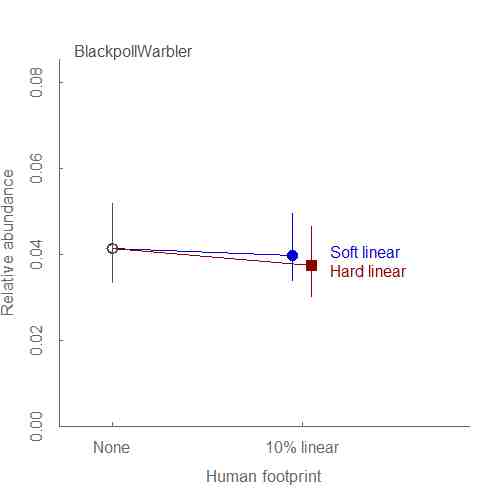 BlackpollWarbler
0.08
0.06
0.04
0.02
0.00
Relative abundance
Soft linear
Hard linear
None
10% linear
Human footprint